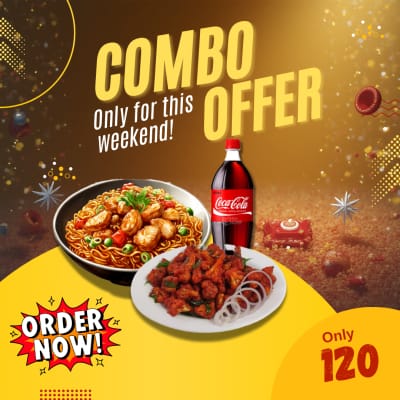 COMBO
OFFER
Only for this
weekend!
Coca-Cola
ORDER
NOW!
Only
120